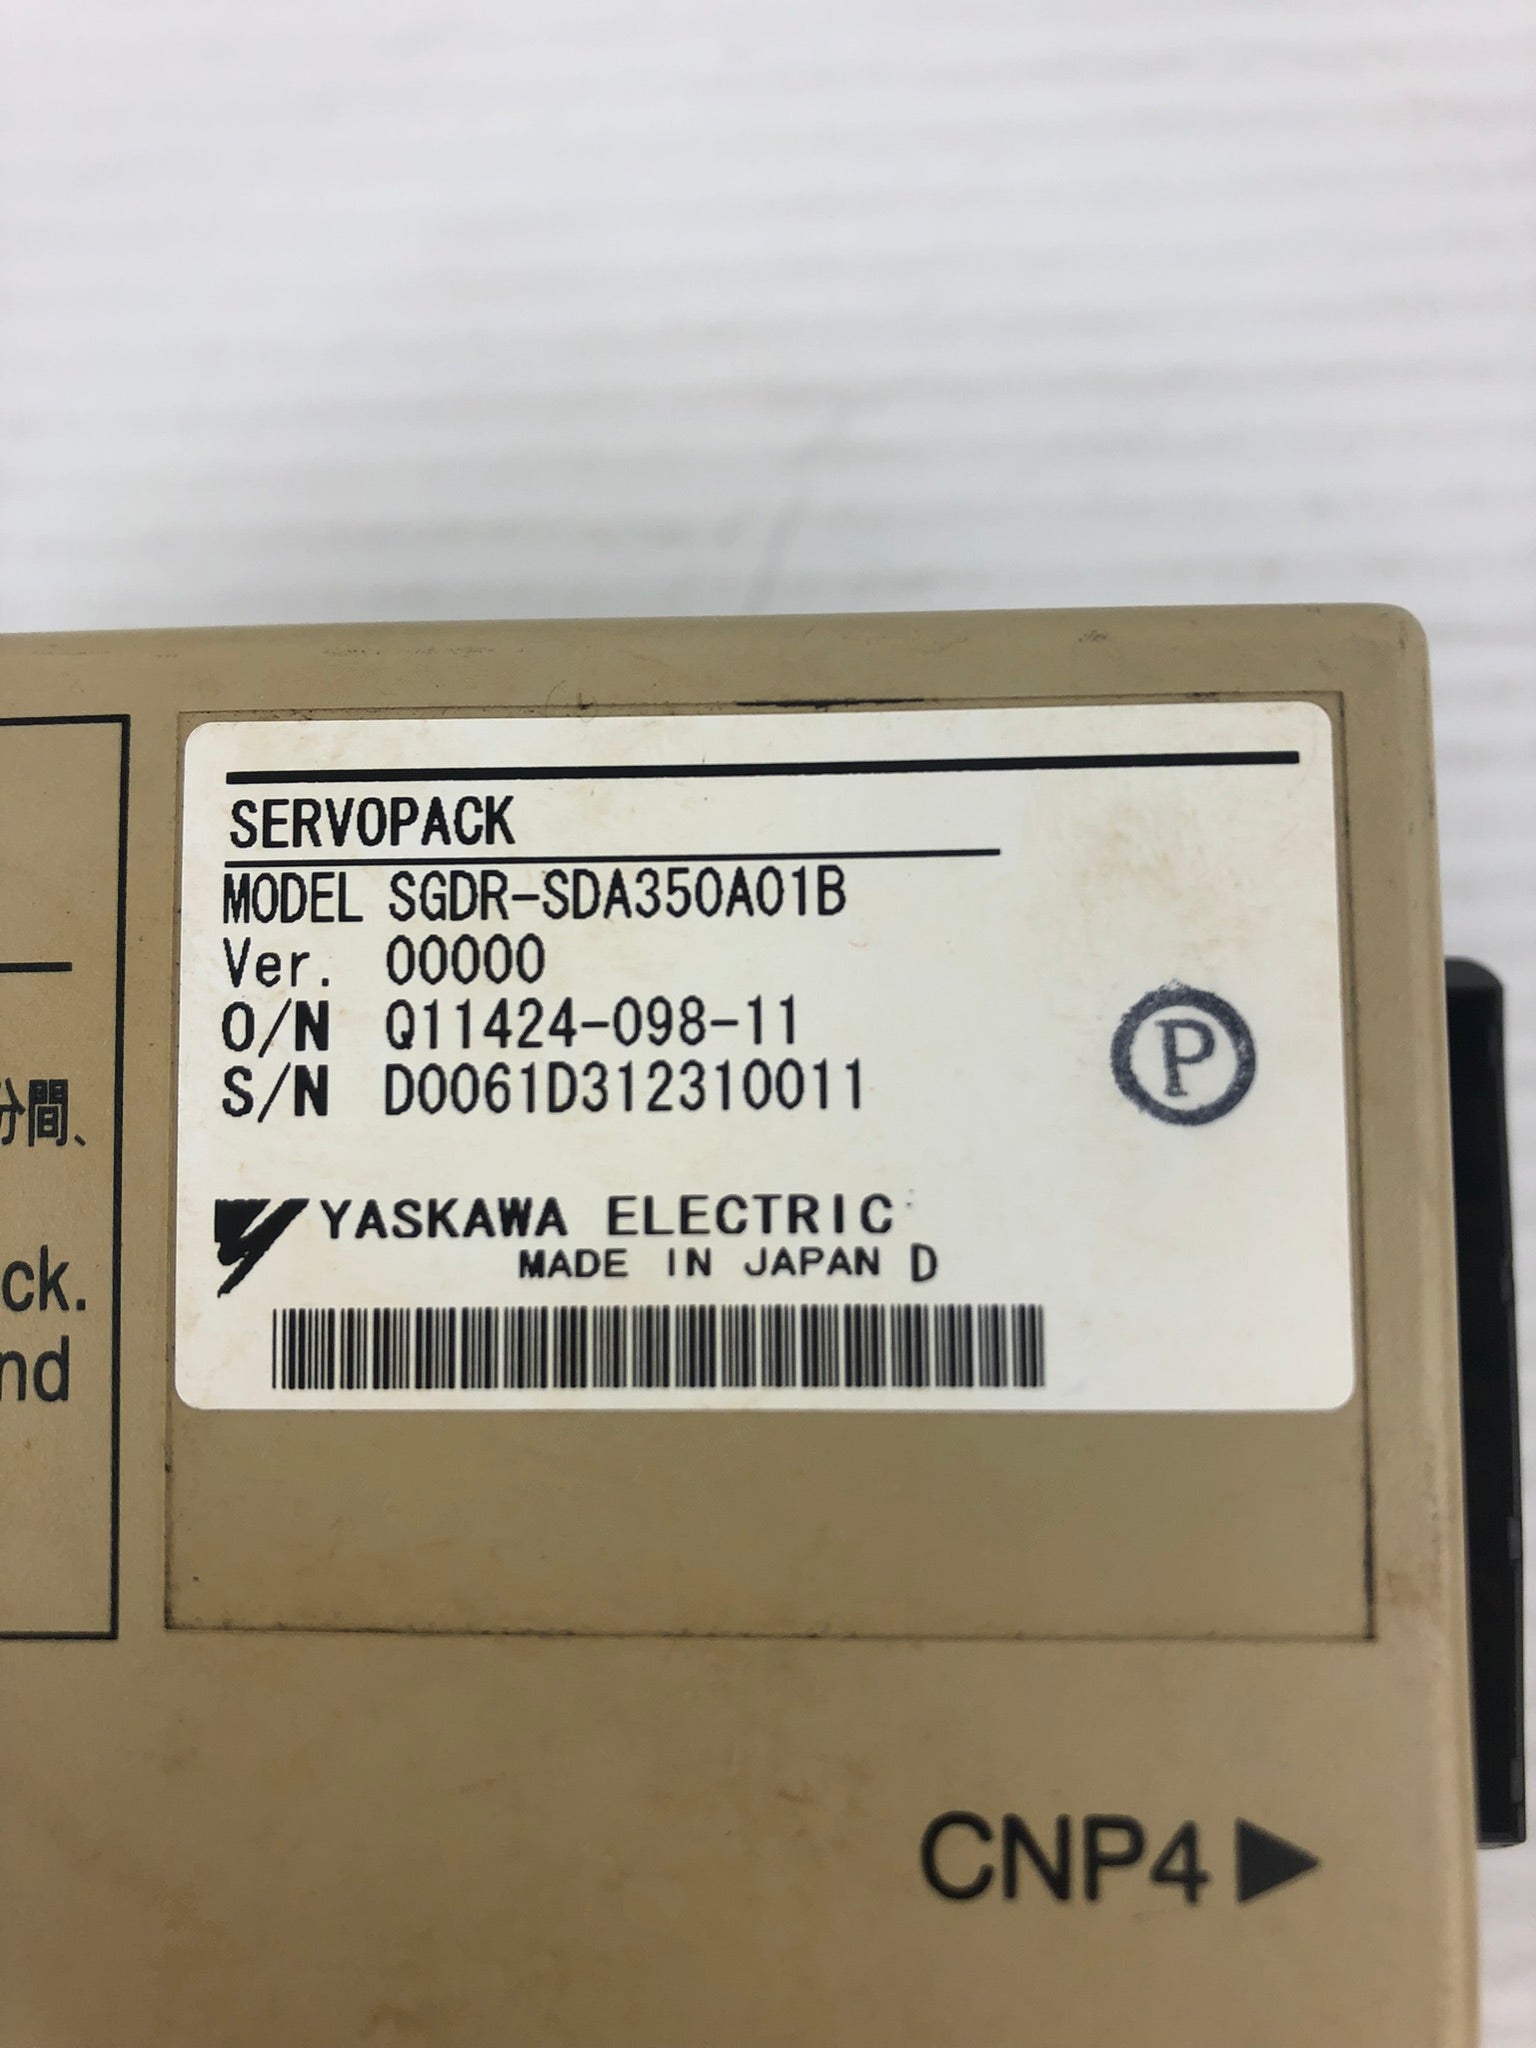 SERVOPACK
MODEL SGDR-SDA350A01B
Ver. 00000
O/N Q11424-098-11
S/N D0061D312310011
P
YASKAWA ELECTRIC
MADE IN JAPAN D
分間、
ck.
nd
CNP4 ▶